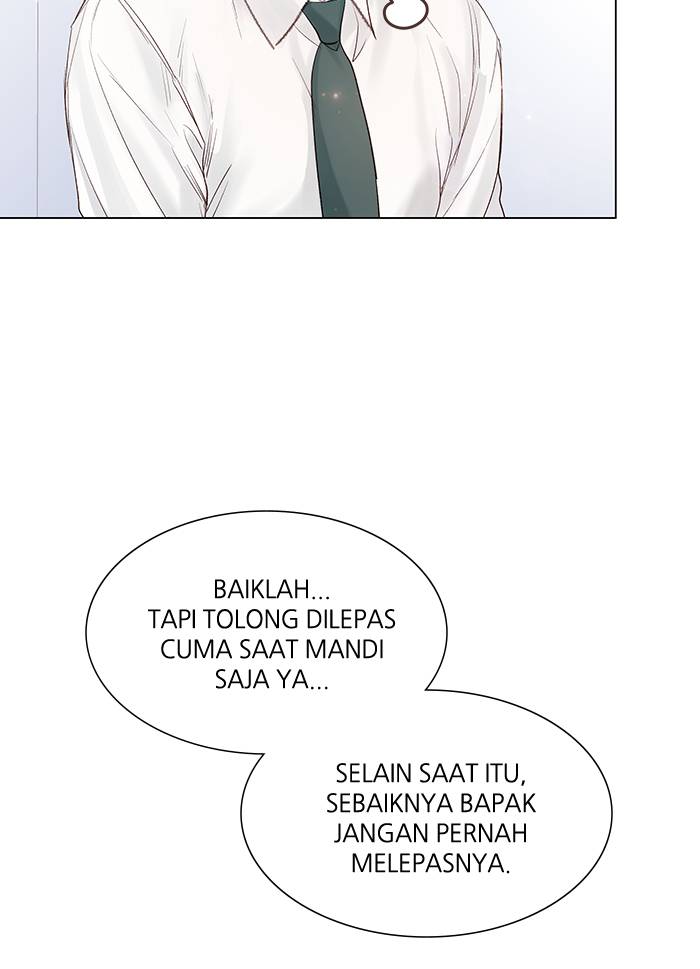 BAIKLAH...
TAPI TOLONG DILEPAS
CUMA SAAT MANDI
SAJA YA...
SELAIN SAAT ITU,
SEBAIKNYA BAPAK
JANGAN PERNAH
MELEPASNYA.